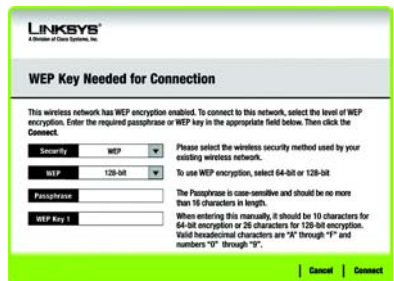 LINKSYS®
A Division of Cisco Systems, Inc.
WEP Key Needed for Connection
This wireless network has WEP encryption enabled. To connect to this network, select the level of WEP
encryption. Enter the required passphrase or WEP key in the appropriate field below. Then click the
Connect.
Security WEP Please select the wireless security method used by your
existing wireless network.
WEP 128-bit To use WEP encryption, select 64-bit or 128-bit
Passphrase The Passphrase is case-sensitive and should be no more
than 16 characters in length.
WEP Key 1 When entering this manually, it should be 10 characters for
64-bit encryption or 26 characters for 128-bit encryption.
Valid hexadecimal characters are "A" through "F" and
numbers "0" through "9".
Cancel Connect